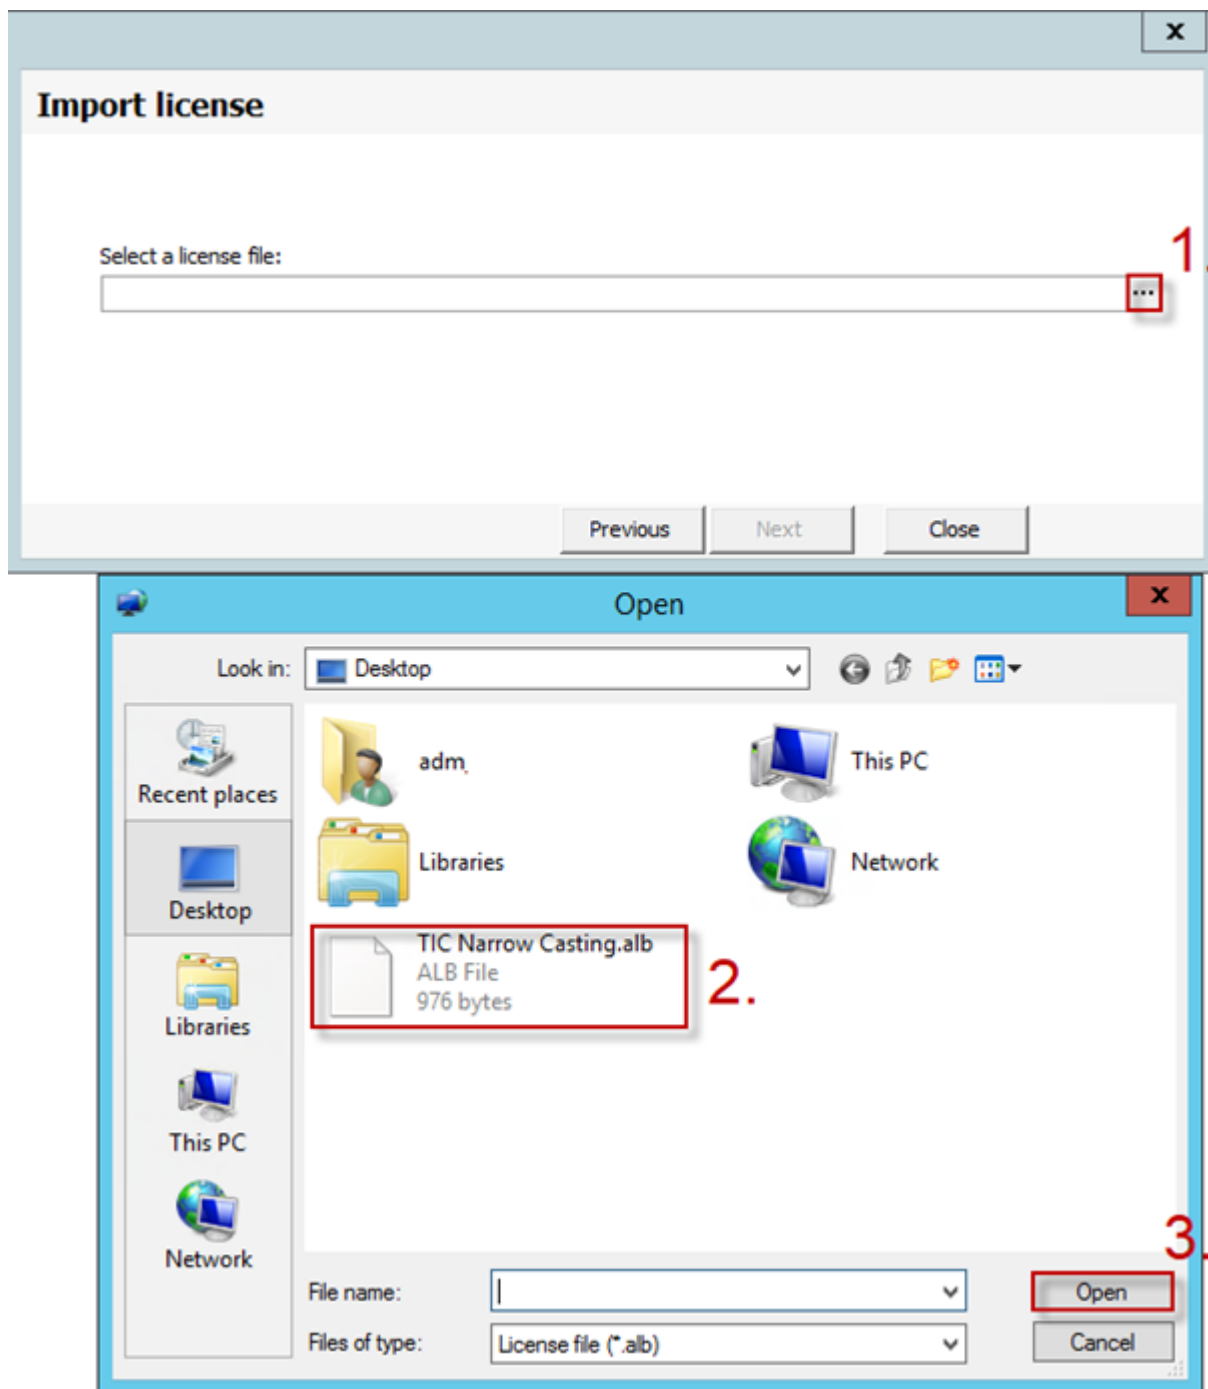 x
Import license
1.
Select a license file:
...
Previous
Next
Close
Open
x
Look in:
Desktop
Recent places
Desktop
Libraries
This PC
Network
adm
This PC
Libraries
Network
TIC Narrow Casting.alb
ALB File
976 bytes
2.
3.
File name:
Open
Files of type:
License file (*.alb)
Cancel